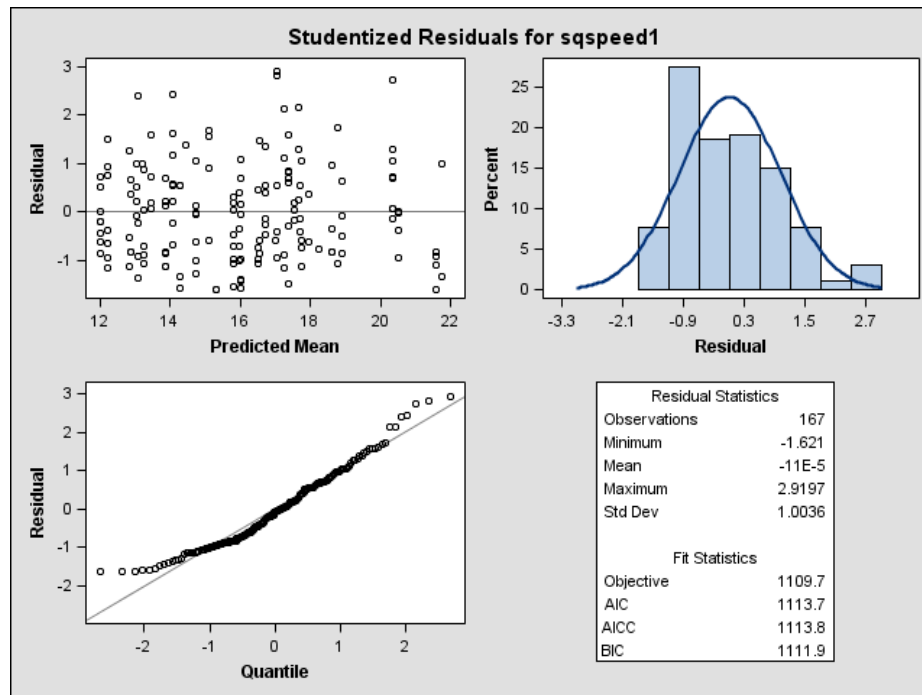 Studentized Residuals for sqspeed1
Residual
3
2
1
0
-1
12 14 16 18 20 22
Predicted Mean
Percent
25
20
15
10
5
0
-3.3 -2.1 -0.9 0.3 1.5 2.7
Residual
Residual
3
2
1
0
-1
-2
-2 -1 0 1 2
Quantile
Residual Statistics
Observations 167
Minimum -1.621
Mean -11E-5
Maximum 2.9197
Std Dev 1.0036
Fit Statistics
Objective 1109.7
AIC 1113.7
AICC 1113.8
BIC 1111.9